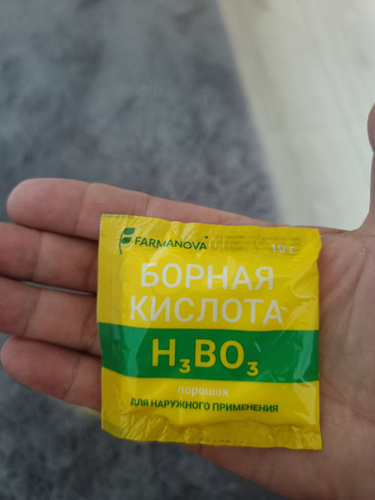 FARMANOVA
10 г
БОРНАЯ
КИСЛОТА
H₃BO₃
порошок
ДЛЯ НАРУЖНОГО ПРИМЕНЕНИЯ